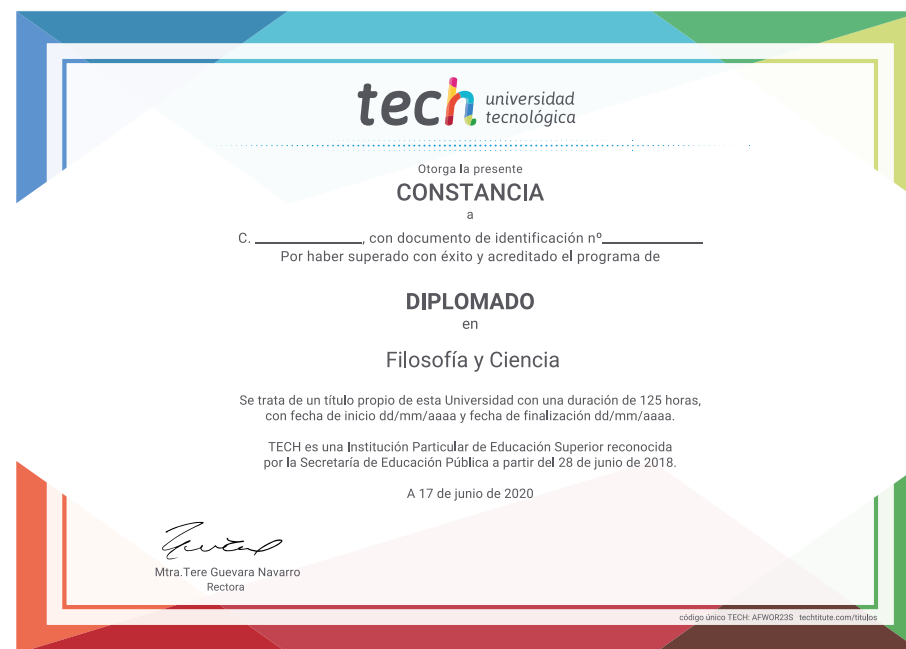 tech universidad
tecnológica
Otorga la presente
CONSTANCIA
a
C. ______________, con documento de identificación nº_____________
Por haber superado con éxito y acreditado el programa de
DIPLOMADO
en
Filosofía y Ciencia
Se trata de un título propio de esta Universidad con una duración de 125 horas,
con fecha de inicio dd/mm/aaaa y fecha de finalización dd/mm/aaaa.
TECH es una Institución Particular de Educación Superior reconocida
por la Secretaría de Educación Pública a partir del 28 de junio de 2018.
A 17 de junio de 2020
Mtra.Tere Guevara Navarro
Rectora
código único TECH: AFWOR23S techtitute.com/titulos